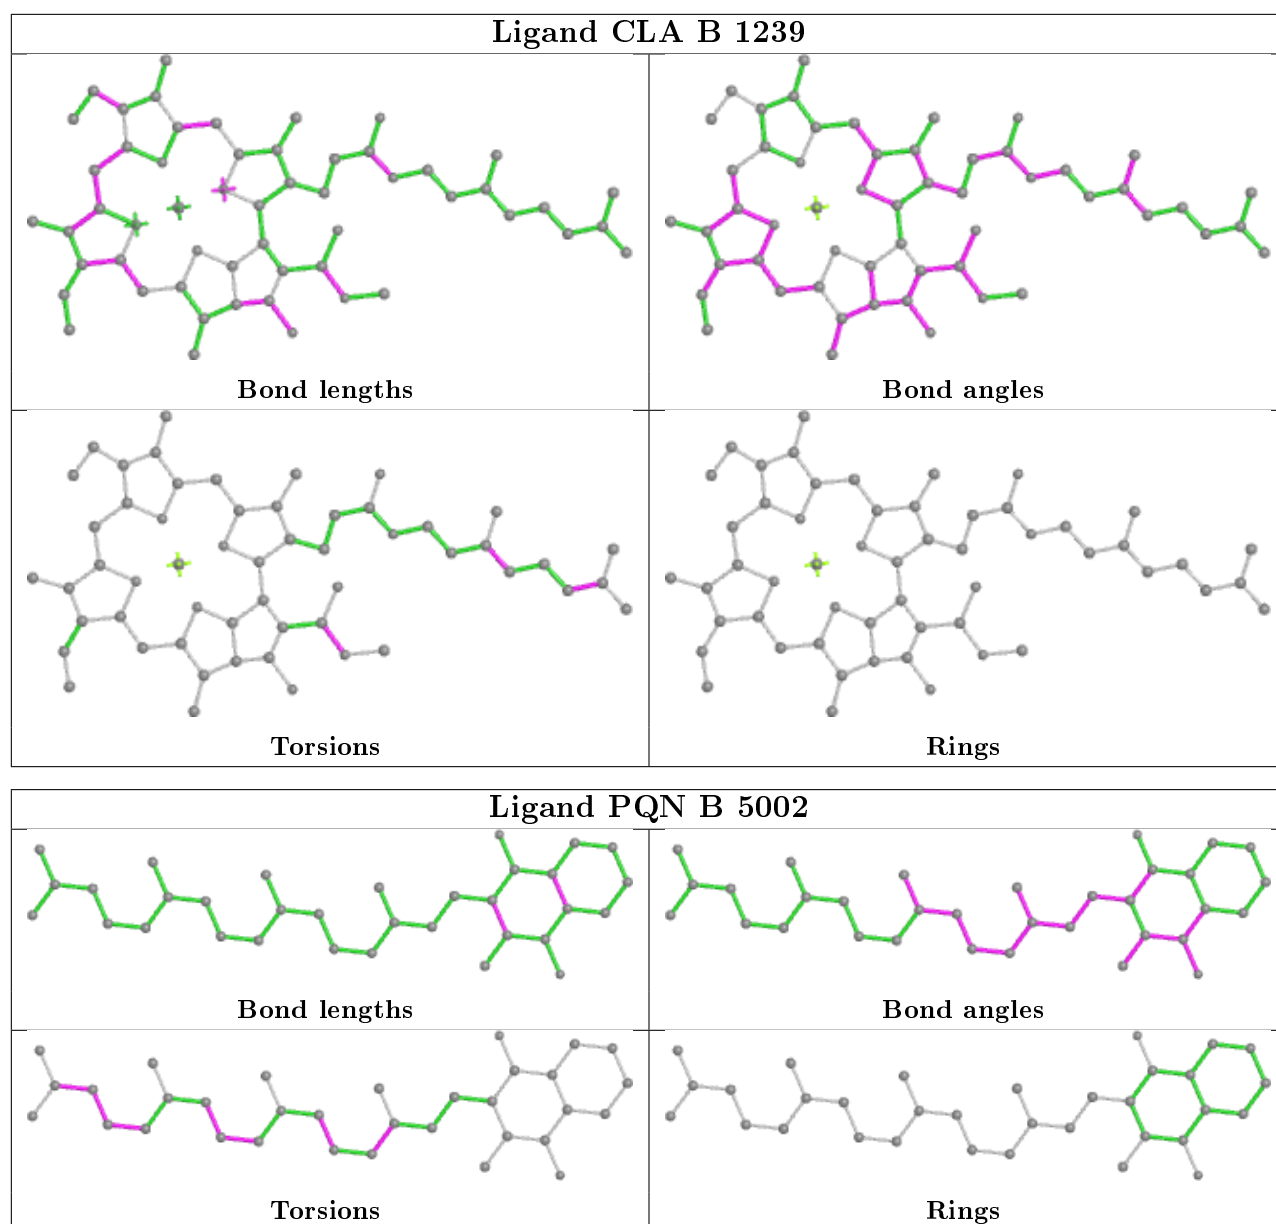 Ligand CLA B 1239
Bond lengths
Bond angles
Torsions
Rings
Ligand PQN B 5002
Bond lengths
Bond angles
Torsions
Rings